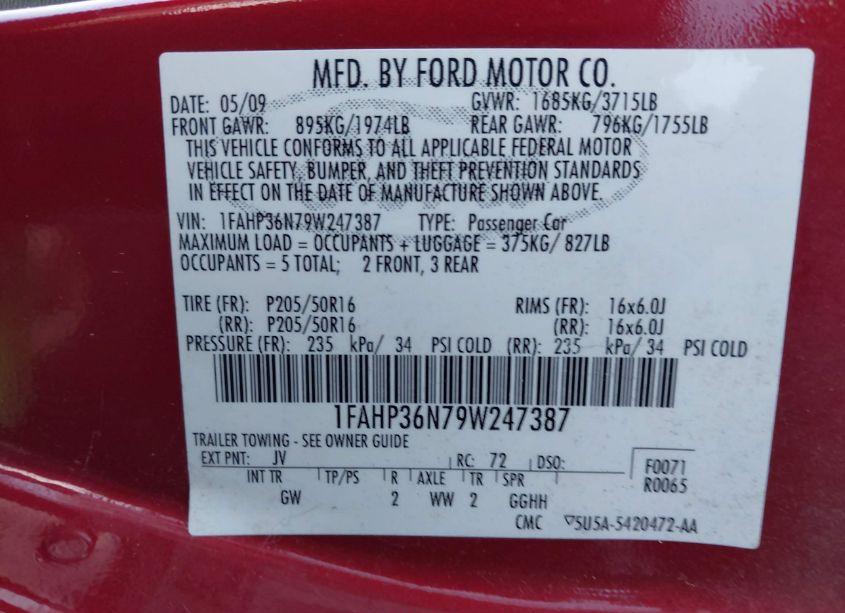 MFD. BY FORD MOTOR CO.
DATE: 05/09 GVWR: 1685KG/3715LB
FRONT GAWR: 895KG/1974LB REAR GAWR: 796KG/1755LB
THIS VEHICLE CONFORMS TO ALL APPLICABLE FEDERAL MOTOR
VEHICLE SAFETY, BUMPER, AND THEFT PREVENTION STANDARDS
IN EFFECT ON THE DATE OF MANUFACTURE SHOWN ABOVE.
VIN: 1FAHP36N79W247387 TYPE: Passenger Car
MAXIMUM LOAD = OCCUPANTS + LUGGAGE = 375KG/ 827LB
OCCUPANTS = 5 TOTAL; 2 FRONT, 3 REAR
TIRE (FR): P205/50R16 RIMS (FR): 16x6.0J
(RR): P205/50R16 (RR): 16x6.0J
PRESSURE (FR): 235 kPa/ 34 PSI COLD (RR): 235 kPa/ 34 PSI COLD
1FAHP36N79W247387
TRAILER TOWING - SEE OWNER GUIDE
EXT PNT: JV RC: 72 DSO: F0071
INT TR TP/PS R AXLE TR SPR R0065
GW 2 WW 2 GGHH
CMC ▽5U5A-5420472-AA